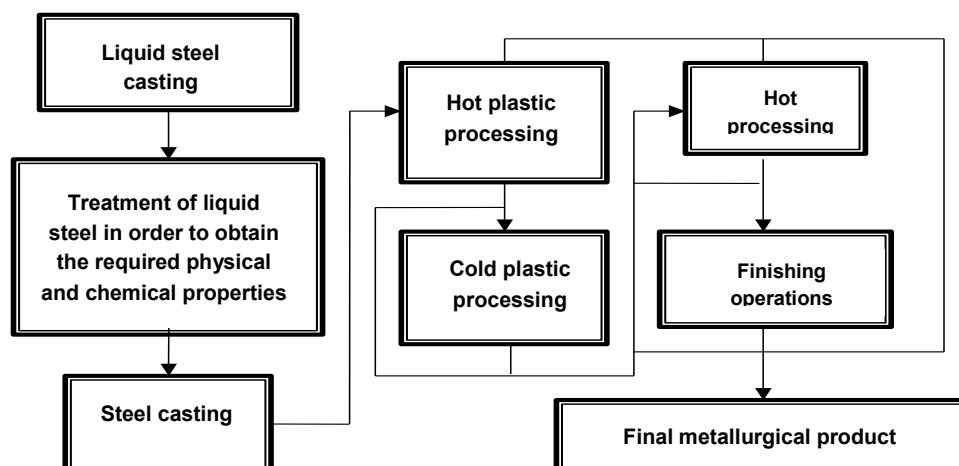 Liquid steel
casting
Treatment of liquid
steel in order to obtain
the required physical
and chemical properties
Steel casting
Hot plastic
processing
Cold plastic
processing
Hot
processing
Finishing
operations
Final metallurgical product